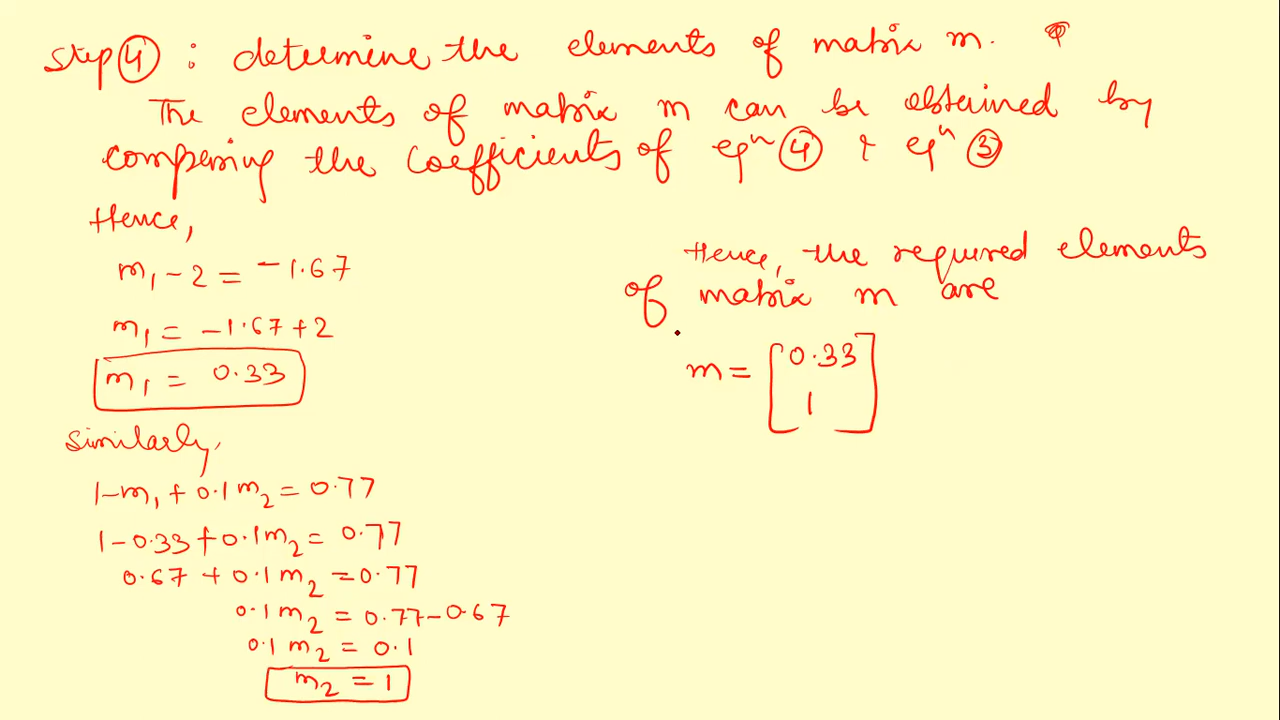 Step ④ : determine the elements of matrix m.
The elements of matrix m can be obtained by
comparing the coefficients of eqⁿ ④ & eqⁿ ③
Hence,
m₁ - 2 = -1.67
m₁ = -1.67 + 2
m₁ = 0.33
Similarly,
1 - m₁ + 0.1 m₂ = 0.77
1 - 0.33 + 0.1 m₂ = 0.77
0.67 + 0.1 m₂ = 0.77
0.1 m₂ = 0.77 - 0.67
0.1 m₂ = 0.1
m₂ = 1
Hence, the required elements
of matrix m are
m = [0.33
1]